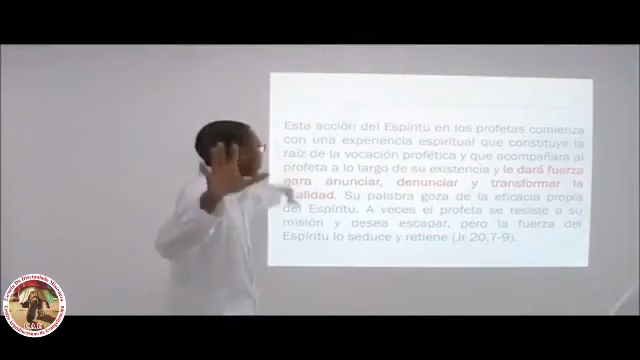 Esta acción del Espíritu en los profetas comienza
con una experiencia espiritual que constituye la
raíz de la vocación profética y que acompañará al
profeta a lo largo de su existencia y le dará fuerza
para anunciar, denunciar y transformar la
Su palabra goza de la eficacia propia
del Espíritu. A veces el profeta se resiste a su
misión y desea escapar, pero la fuerza del
Espíritu lo seduce y retiene (Jr 20,7-9).